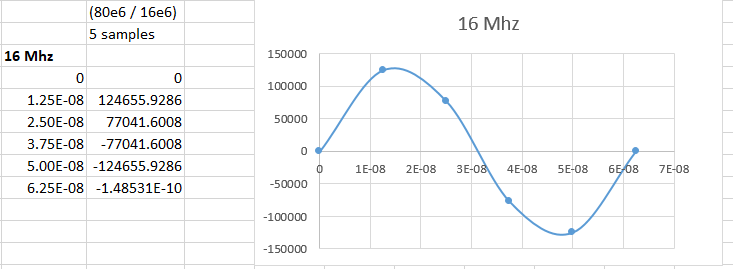 (80e6 / 16e6)
5 samples
16 Mhz
0 0
1.25E-08 124655.9286
2.50E-08 77041.6008
3.75E-08 -77041.6008
5.00E-08 -124655.9286
6.25E-08 -1.48531E-10
16 Mhz
150000
100000
50000
0
-50000
-100000
-150000
0 1E-08 2E-08 3E-08 4E-08 5E-08 6E-08 7E-08